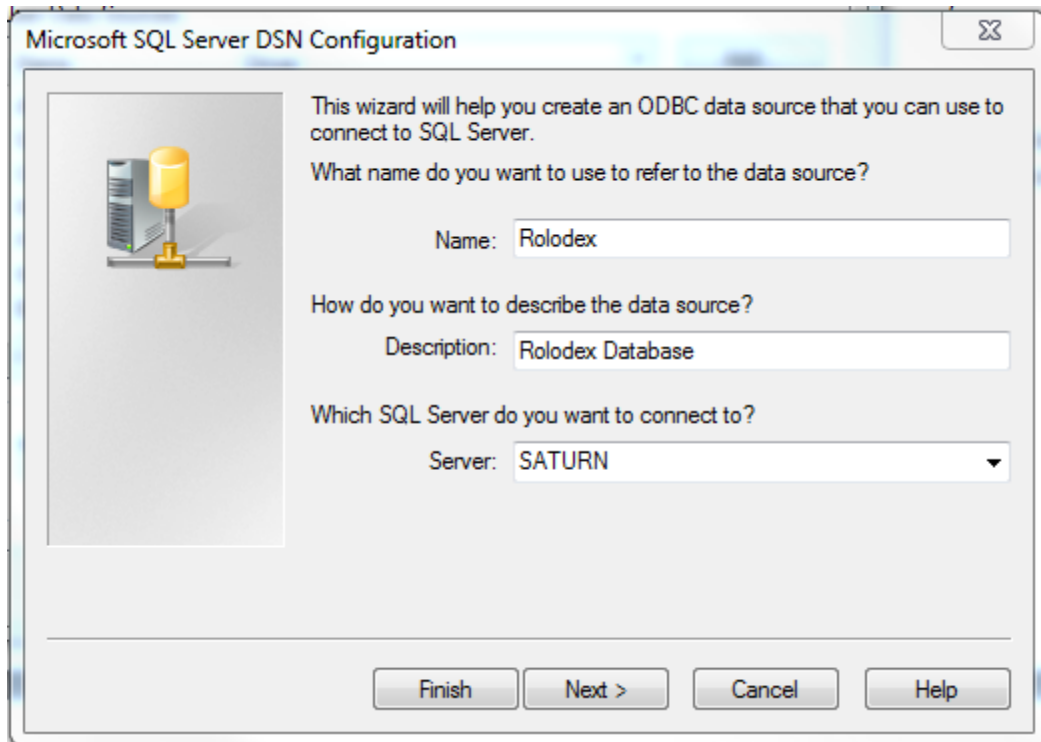 Microsoft SQL Server DSN Configuration
This wizard will help you create an ODBC data source that you can use to
connect to SQL Server.
What name do you want to use to refer to the data source?
Name: Rolodex
How do you want to describe the data source?
Description: Rolodex Database
Which SQL Server do you want to connect to?
Server: SATURN
Finish Next > Cancel Help